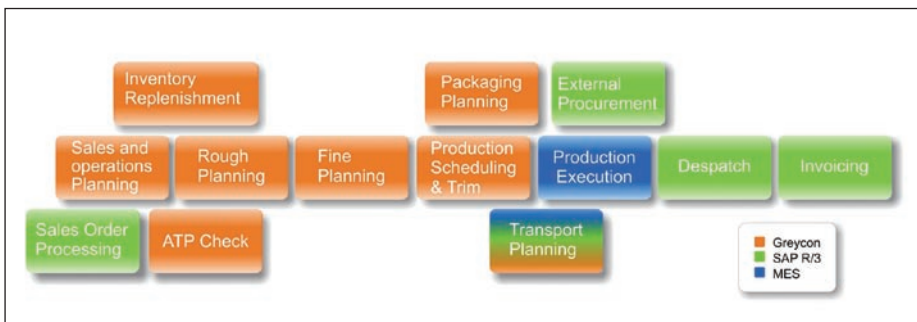 Inventory
Replenishment
Packaging
Planning
External
Procurement
Sales and
operations
Planning
Rough
Planning
Fine
Planning
Production
Scheduling
& Trim
Production
Execution
Despatch
Invoicing
Sales Order
Processing
ATP Check
Transport
Planning
Greycon
SAP R/3
MES